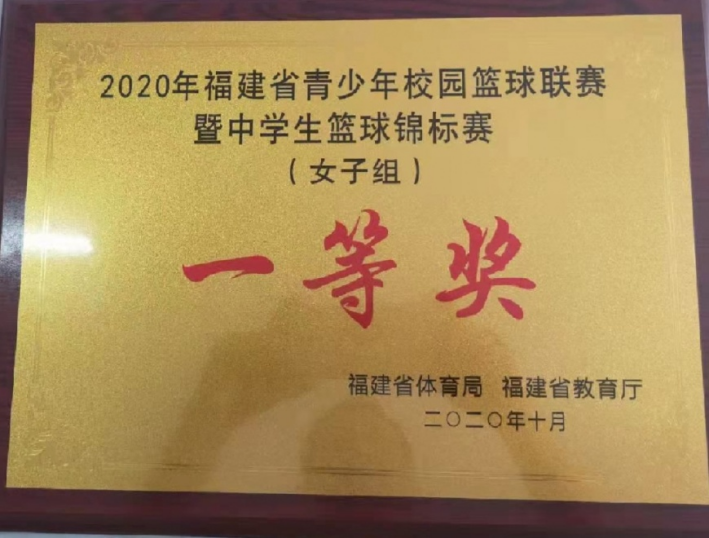 2020年福建省青少年校园篮球联赛
暨中学生篮球锦标赛
（女子组）
一等奖
福建省体育局 福建省教育厅
二〇二〇年十月